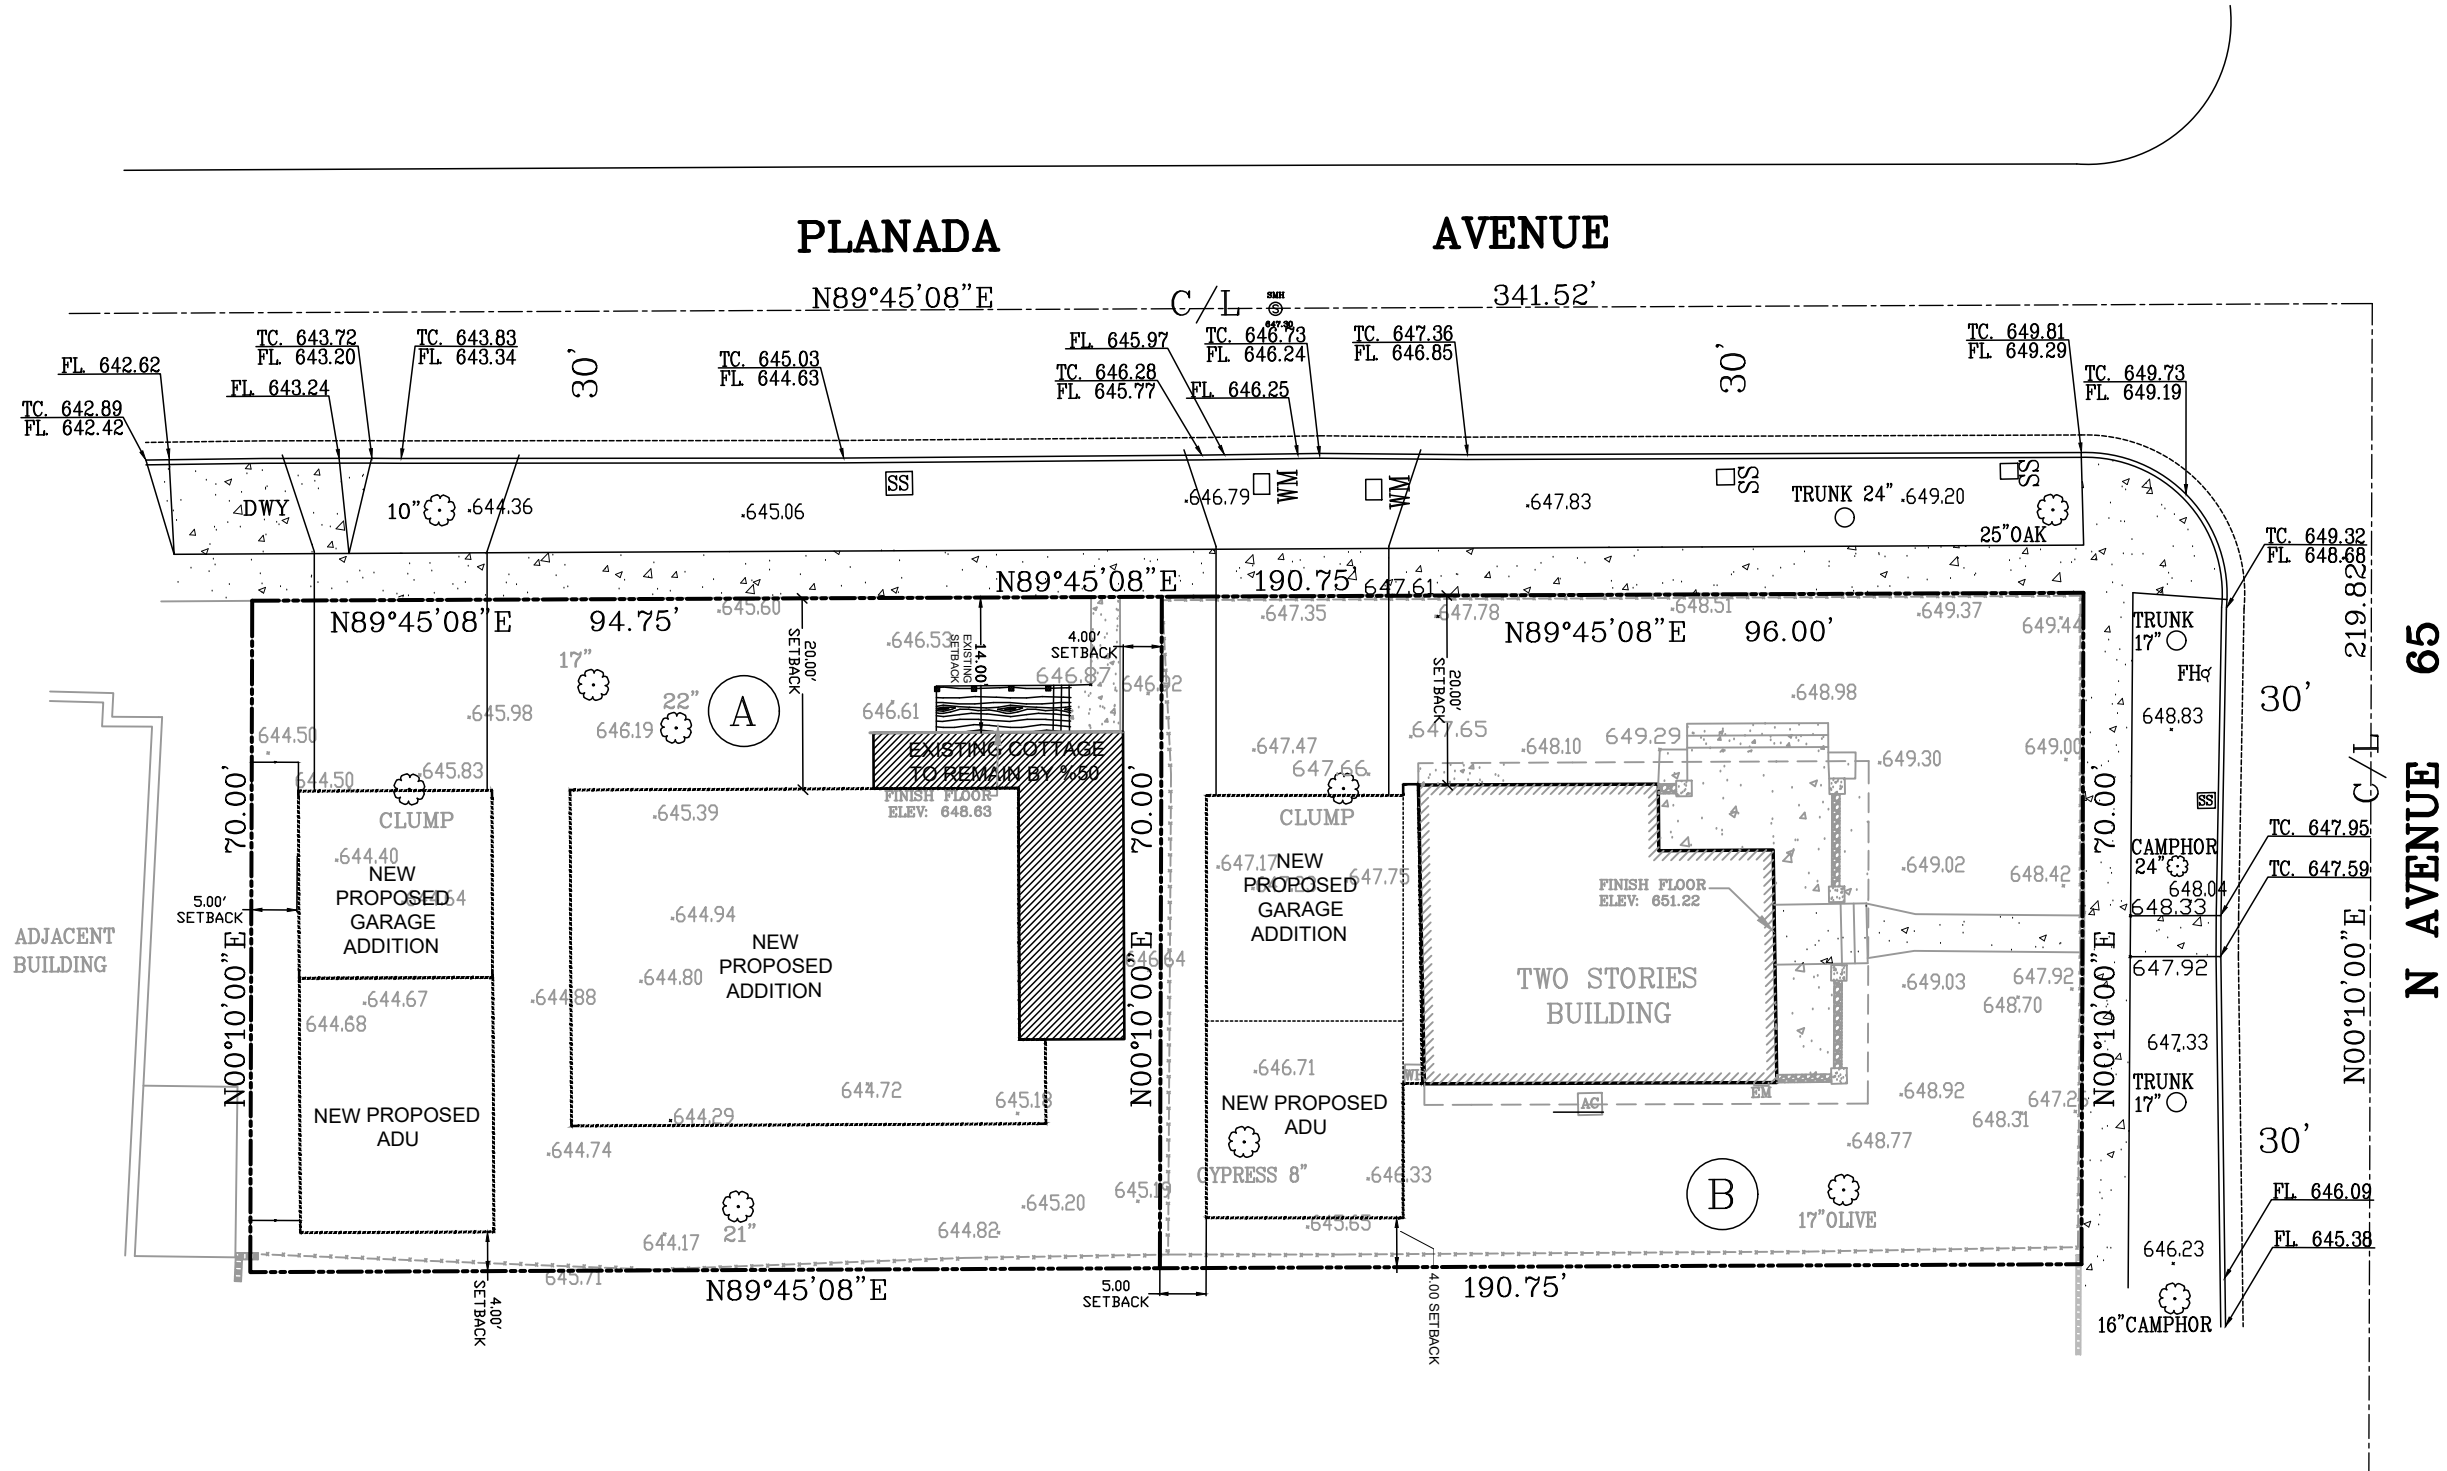 PLANADA AVENUE
N89°45'08"E
C/L
SMH
S
647.30
341.52'
FL. 642.62
TC. 643.72
FL. 643.20
TC. 643.83
FL. 643.34
FL. 643.24
TC. 642.89
FL. 642.42
30'
TC. 645.03
FL. 644.63
FL. 645.97
TC. 646.28
FL. 645.77
TC. 646.73
FL. 646.24
FL. 646.25
TC. 647.36
FL. 646.85
30'
TC. 649.81
FL. 649.29
TC. 649.73
FL. 649.19
DWY
10"
644.36
645.06
SS
646.79
WM
WM
647.83
SS
TRUNK 24"
649.20
SS
25"OAK
TC. 649.32
FL. 648.68
N89°45'08"E
190.75'
647.61
N89°45'08"E
94.75'
645.60
647.35
647.78
648.51
649.37
649.44
N89°45'08"E
96.00'
219.82'
N AVENUE 65
20.00'
SETBACK
646.53
14.00'
EXISTING
SETBACK
4.00'
SETBACK
646.87
646.92
20.00'
SETBACK
TRUNK
17"
FH
30'
17"
22"
A
646.19
645.98
646.61
644.50
644.50
645.83
CLUMP
EXISTING COTTAGE
TO REMAIN BY %50
FINISH FLOOR
ELEV: 648.63
647.47
647.66
CLUMP
647.65
648.10
649.29
648.98
649.30
649.00
648.83
SS
C/L
70.00'
70.00'
70.00'
645.39
644.40
NEW
PROPOSED
GARAGE
ADDITION
5.00'
SETBACK
ADJACENT
BUILDING
N00°10'00"E
644.94
NEW
PROPOSED
ADDITION
644.80
644.88
644.67
644.68
NEW PROPOSED
ADU
644.72
645.18
644.29
644.74
N00°10'00"E
646.64
647.17
647.75
NEW
PROPOSED
GARAGE
ADDITION
FINISH FLOOR
ELEV: 651.22
TWO STORIES
BUILDING
649.02
648.42
649.03
647.92
648.70
N00°10'00"E
CAMPHOR
24"
648.04
648.33
647.92
TC. 647.95
TC. 647.59
N00°10'00"E
647.33
TRUNK
17"
646.71
NEW PROPOSED
ADU
CYPRESS 8"
646.33
645.65
AC
EM
648.92
648.31
648.77
B
17"OLIVE
30'
FL. 646.09
FL. 645.38
646.23
16"CAMPHOR
21"
644.17
645.20
644.82
645.19
645.71
N89°45'08"E
190.75'
4.00'
SETBACK
5.00
SETBACK
4.00 SETBACK